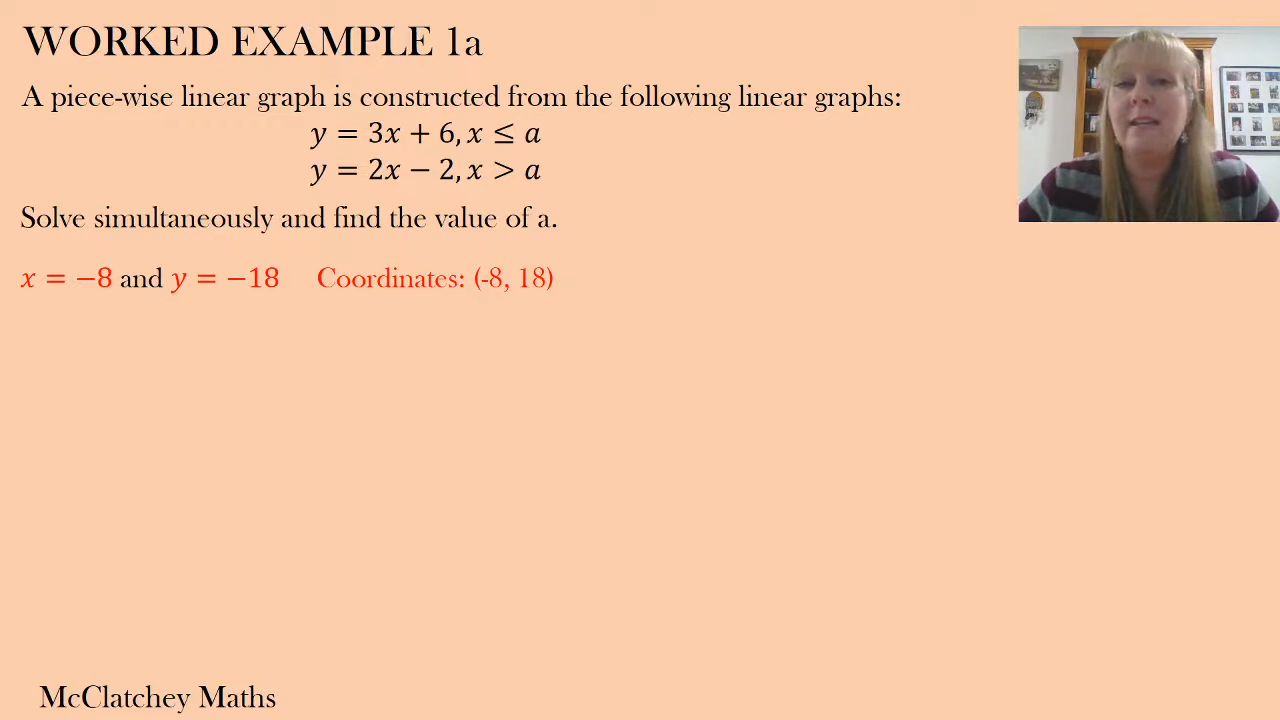 WORKED EXAMPLE 1a
A piece-wise linear graph is constructed from the following linear graphs:
y = 3x + 6, x ≤ a
y = 2x − 2, x > a
Solve simultaneously and find the value of a.
x = −8 and y = −18 Coordinates: (-8, 18)
McClatchey Maths